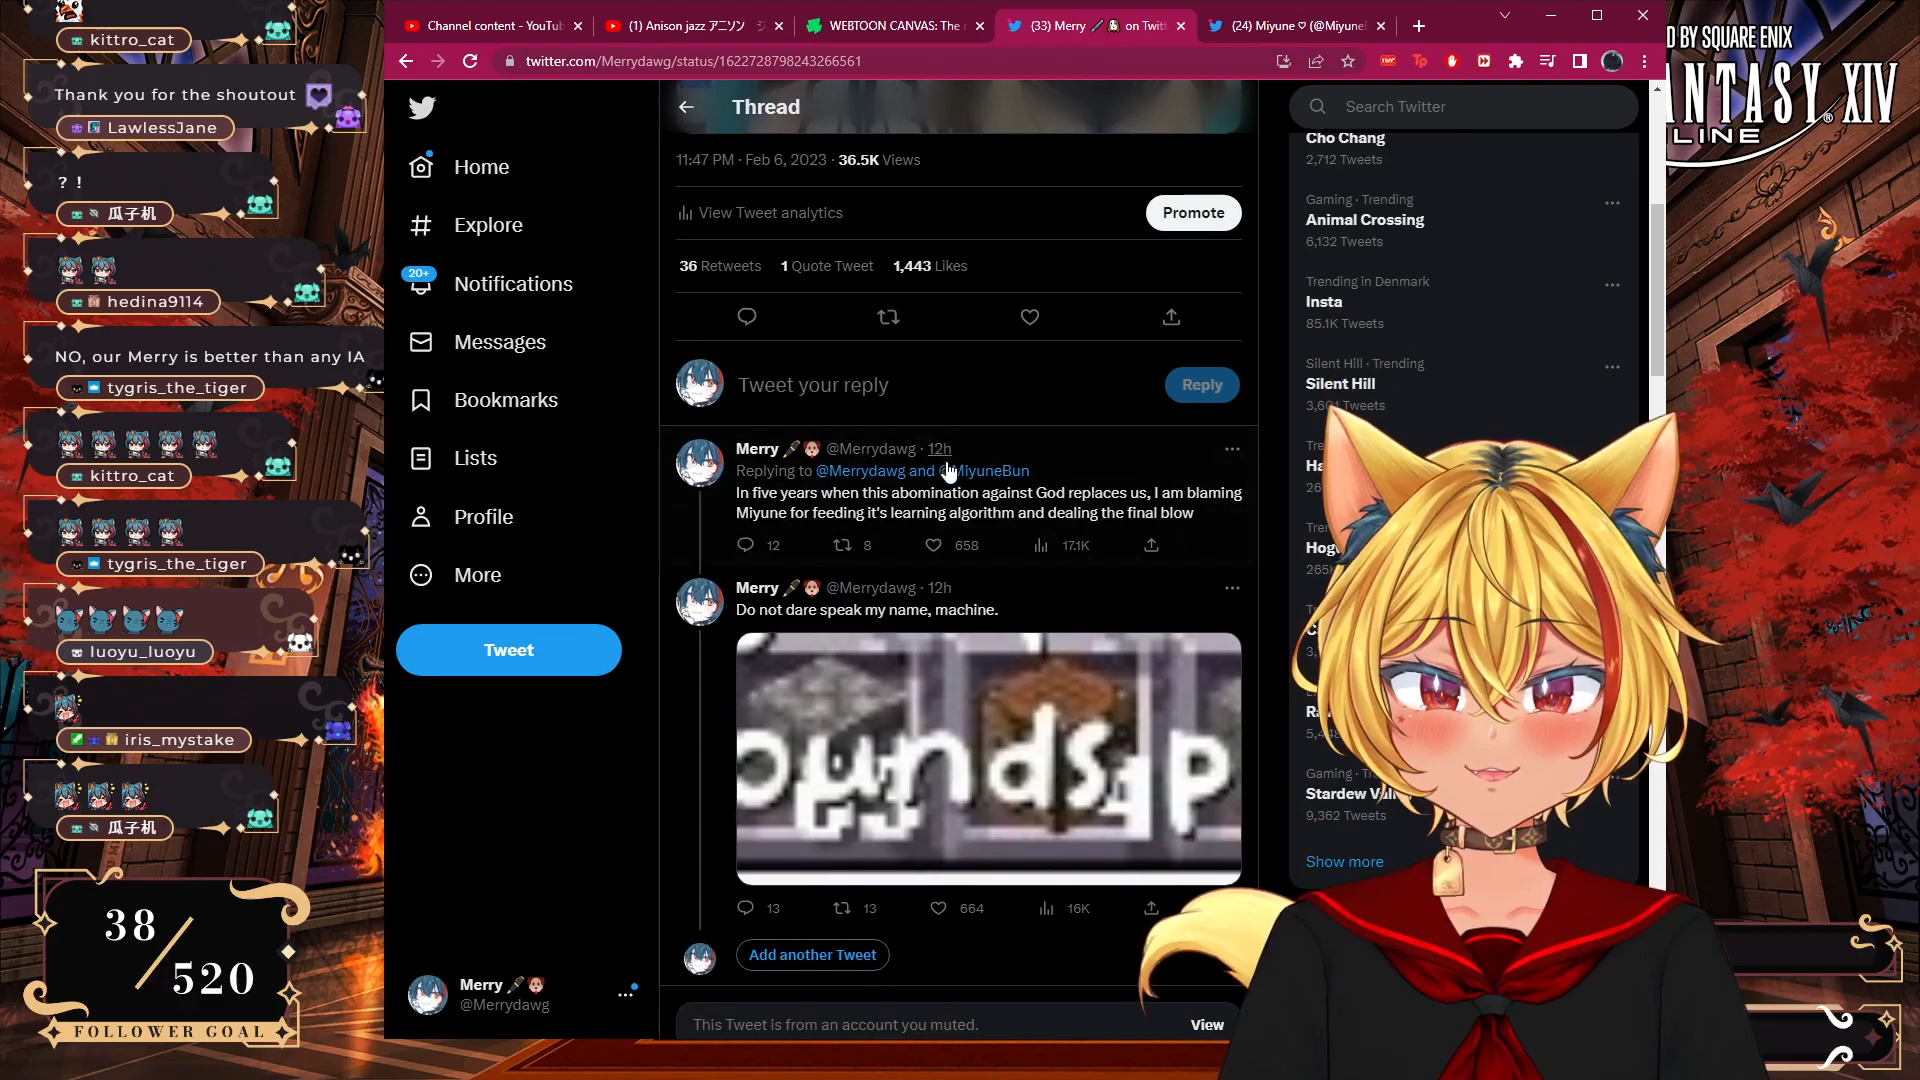 kittro_cat
Thank you for the shoutout
LawlessJane
? !
瓜子机
hedina9114
NO, our Merry is better than any IA
tygris_the_tiger
kittro_cat
tygris_the_tiger
luoyu_luoyu
iris_mystake
瓜子机
38/520
FOLLOWER GOAL
Channel content - YouTub
(1) Anison jazz アニソン ジ
WEBTOON CANVAS: The
(33) Merry on Twitt
(24) Miyune ♡ (@Miyune
twitter.com/Merrydawg/status/1622728798243266561
Home
Explore
20+
Notifications
Messages
Bookmarks
Lists
Profile
More
Tweet
Merry
@Merrydawg
Thread
11:47 PM · Feb 6, 2023 · 36.5K Views
View Tweet analytics
Promote
36 Retweets 1 Quote Tweet 1,443 Likes
Tweet your reply
Reply
Merry @Merrydawg · 12h
Replying to @Merrydawg and @MiyuneBun
In five years when this abomination against God replaces us, I am blaming
Miyune for feeding it's learning algorithm and dealing the final blow
12 8 658 17.1K
Merry @Merrydawg · 12h
Do not dare speak my name, machine.
13 13 664 16K
Add another Tweet
This Tweet is from an account you muted.
View
Search Twitter
Cho Chang
2,712 Tweets
Gaming · Trending
Animal Crossing
6,132 Tweets
Trending in Denmark
Insta
85.1K Tweets
Silent Hill · Trending
Silent Hill
Tweets
Gaming · Tr
Stardew Vall
9,362 Tweets
Show more
D BY SQUARE ENIX
ANTASY XIV
LINE